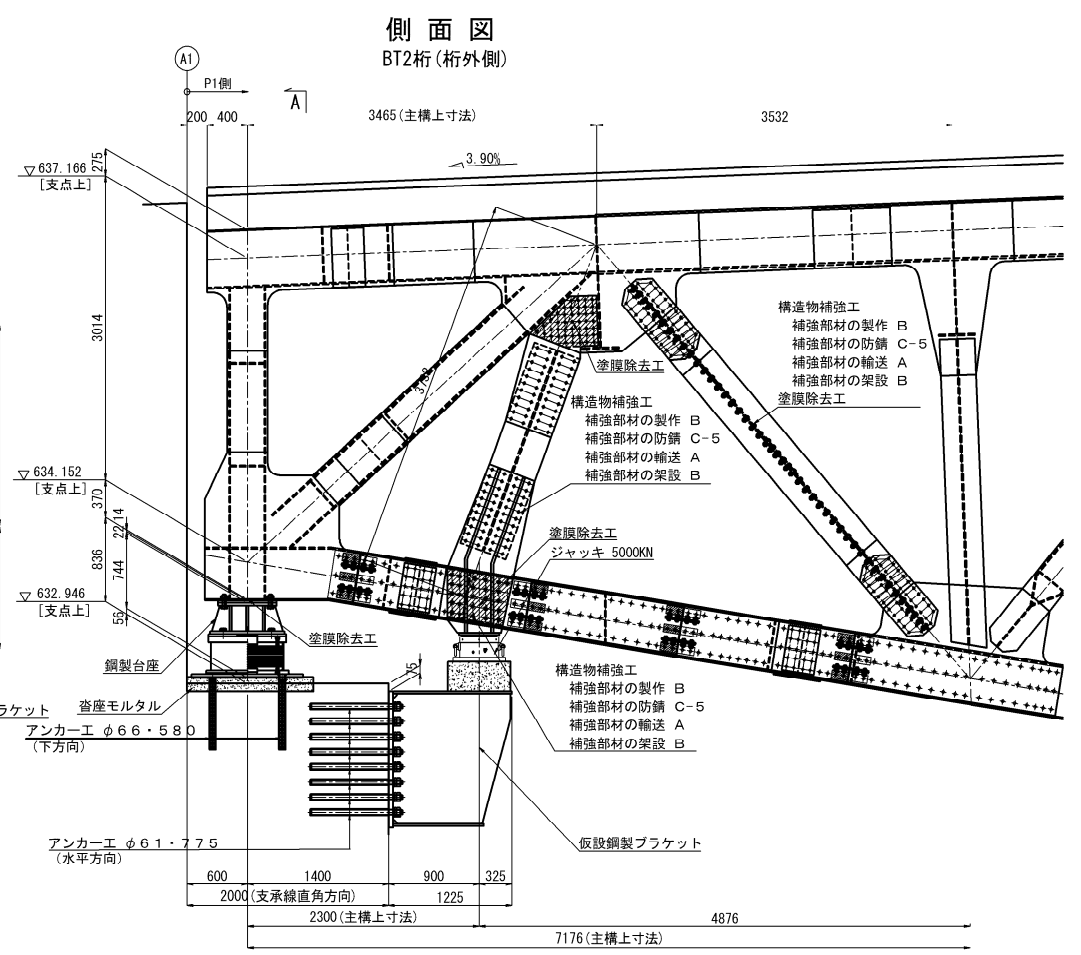 側面図
BT2桁(桁外側)
A1
P1側
A
200
400
3465(主構上寸法)
3532
3.90%
275
▽637.166
[支点上]
3014
構造物補強工
補強部材の製作 B
補強部材の防錆 C-5
補強部材の輸送 A
補強部材の架設 B
塗膜除去工
塗膜除去工
構造物補強工
補強部材の製作 B
補強部材の防錆 C-5
補強部材の輸送 A
補強部材の架設 B
▽634.152
[支点上]
370
2214
836
744
56
▽632.946
[支点上]
塗膜除去工
ジャッキ 5000KN
塗膜除去工
鋼製台座
75
沓座モルタル
ラケット
アンカー工 φ66・580
(下方向)
構造物補強工
補強部材の製作 B
補強部材の防錆 C-5
補強部材の輸送 A
補強部材の架設 B
アンカー工 φ61・775
(水平方向)
仮設鋼製ブラケット
600
1400
900
325
2000(支承線直角方向)
1225
2300(主構上寸法)
4876
7176(主構上寸法)